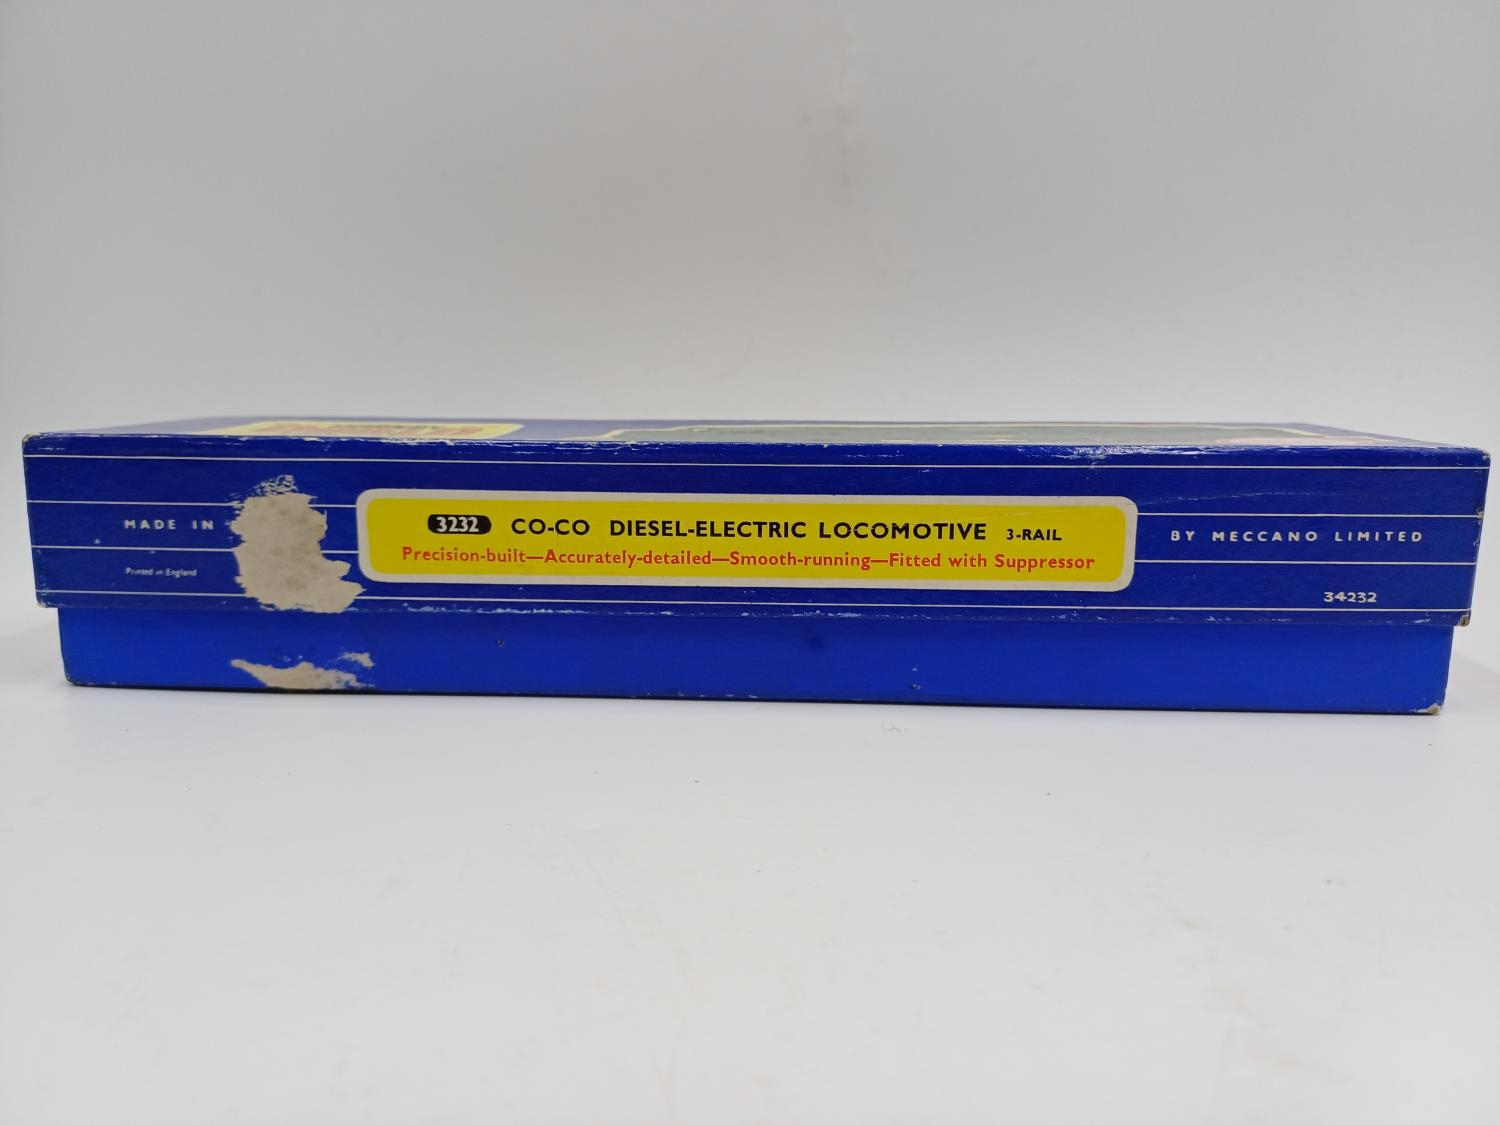 MADE IN
Printed in England
3232 CO-CO DIESEL-ELECTRIC LOCOMOTIVE 3-RAIL
Precision-built—Accurately-detailed—Smooth-running—Fitted with Suppressor
BY MECCANO LIMITED
34232